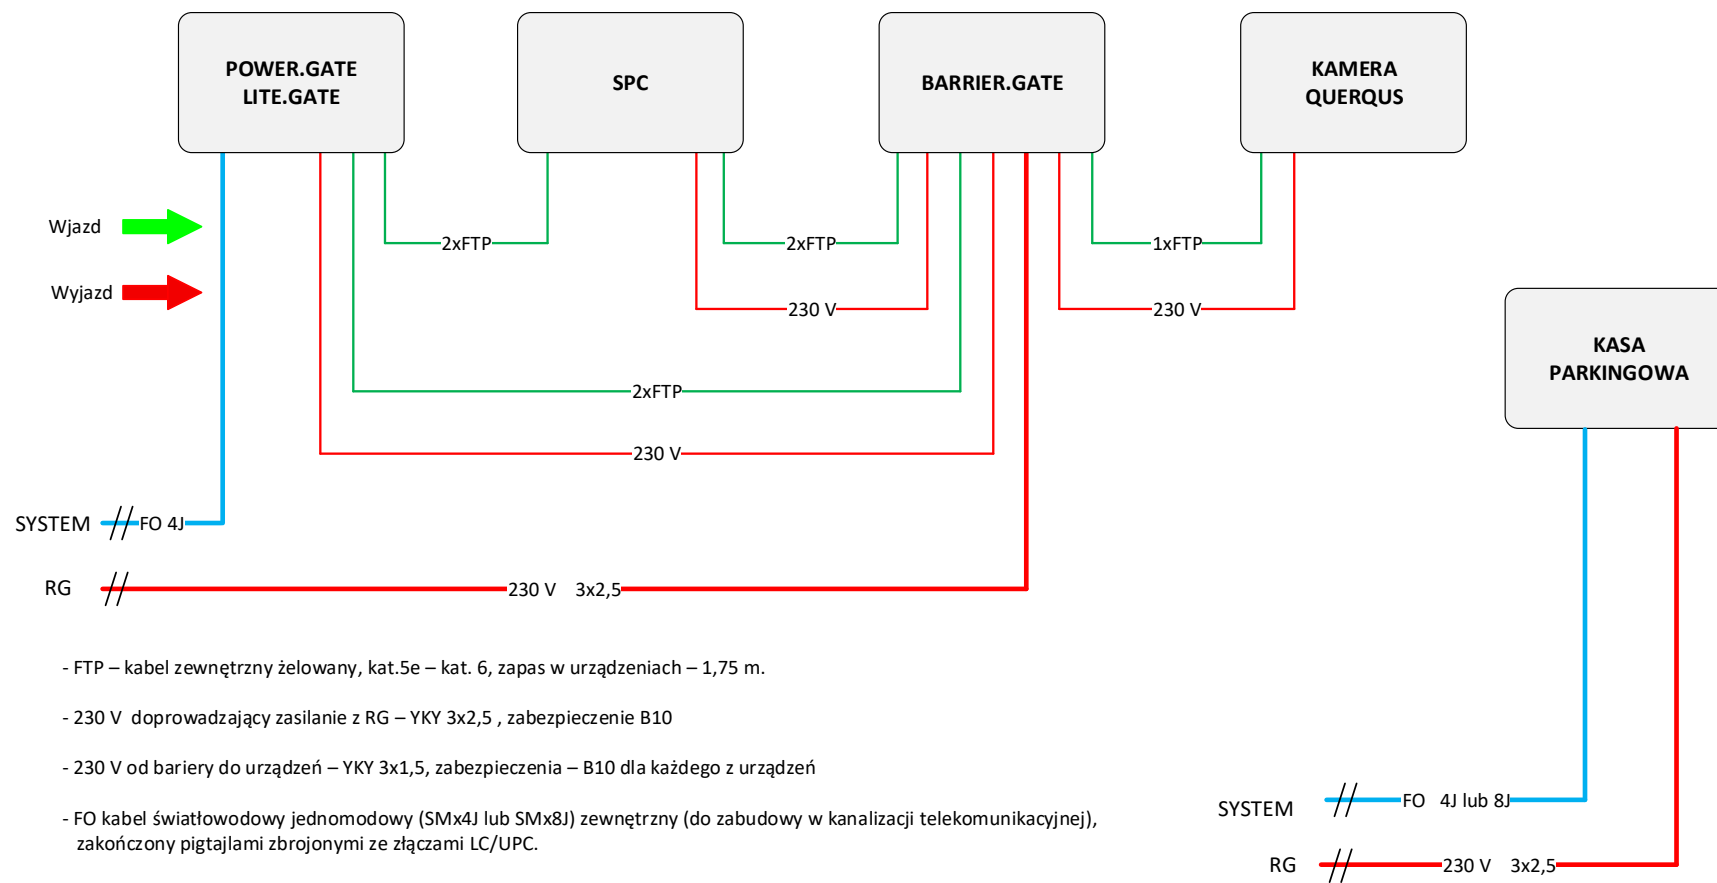 POWER.GATE
LITE.GATE
SPC
BARRIER.GATE
KAMERA
QUERQUS
Wjazd
2xFTP
2xFTP
1xFTP
Wyjazd
230 V
230 V
KASA
PARKINGOWA
2xFTP
230 V
SYSTEM
FO 4J
RG
230 V 3x2,5
- FTP – kabel zewnętrzny żelowany, kat.5e – kat. 6, zapas w urządzeniach – 1,75 m.
- 230 V doprowadzający zasilanie z RG – YKY 3x2,5 , zabezpieczenie B10
- 230 V od bariery do urządzeń – YKY 3x1,5, zabezpieczenia – B10 dla każdego z urządzeń
- FO kabel światłowodowy jednomodowy (SMx4J lub SMx8J) zewnętrzny (do zabudowy w kanalizacji telekomunikacyjnej),
zakończony pigtajlami zbrojonymi ze złączami LC/UPC.
SYSTEM
FO 4J lub 8J
RG
230 V 3x2,5